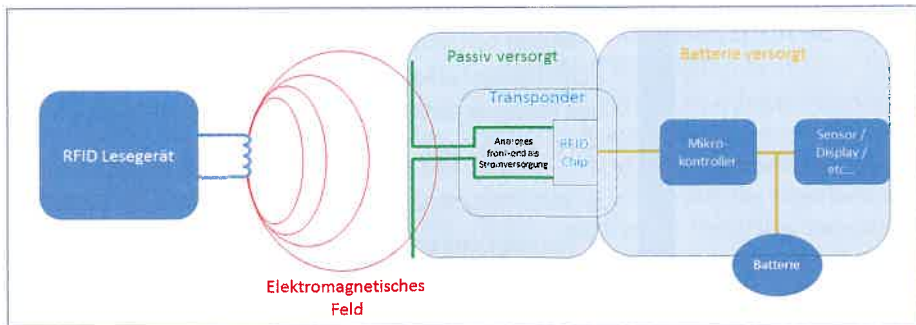 Passiv versorgt
Batterie versorgt
Transponder
RFID Lesegerät
Analoges
front-end als
Stromversorgung
RFID
Chip
Mikro-
kontroller
Sensor /
Display /
etc...
Batterie
Elektromagnetisches
Feld